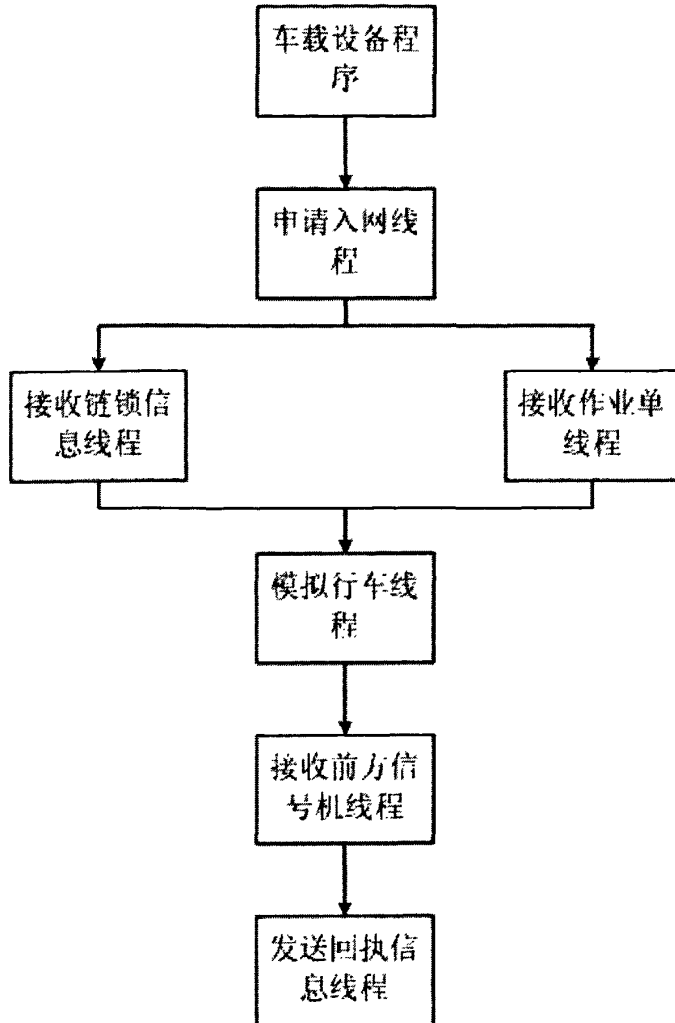 车载设备程
序
申请入网线
程
接收链锁信
息线程
接收作业单
线程
模拟行车线
程
接收前方信
号机线程
发送回执信
息线程